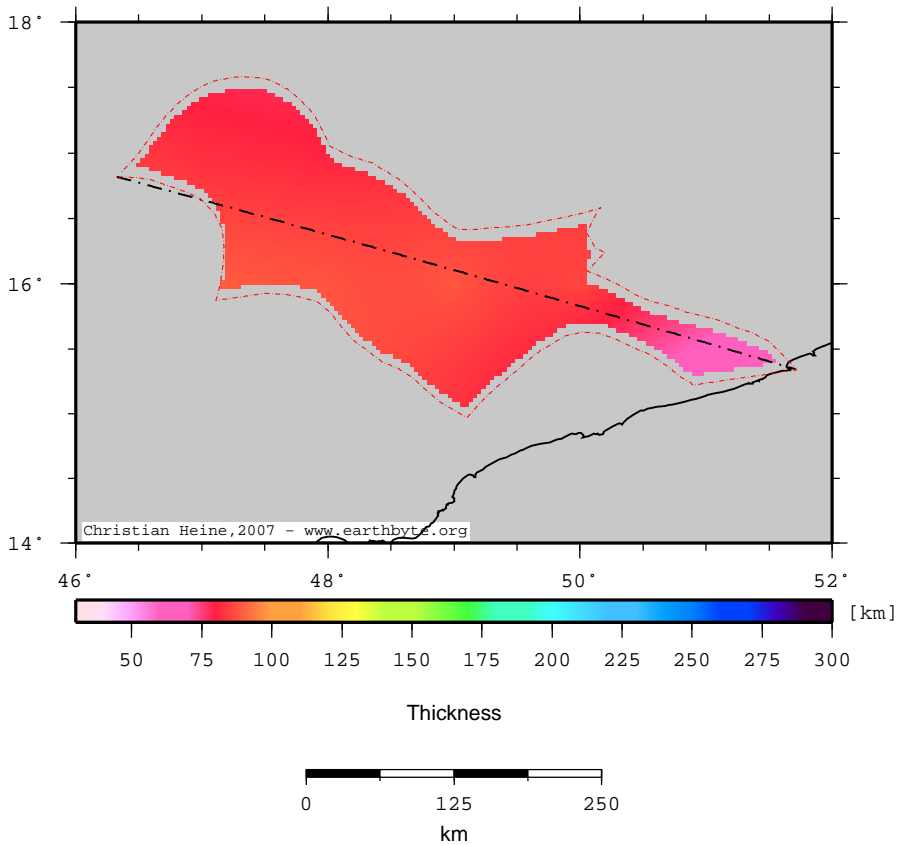 18°
16°
14°
Christian Heine,2007 - www.earthbyte.org
46° 48° 50° 52°
[km]
50 75 100 125 150 175 200 225 250 275 300
Thickness
0 125 250
km